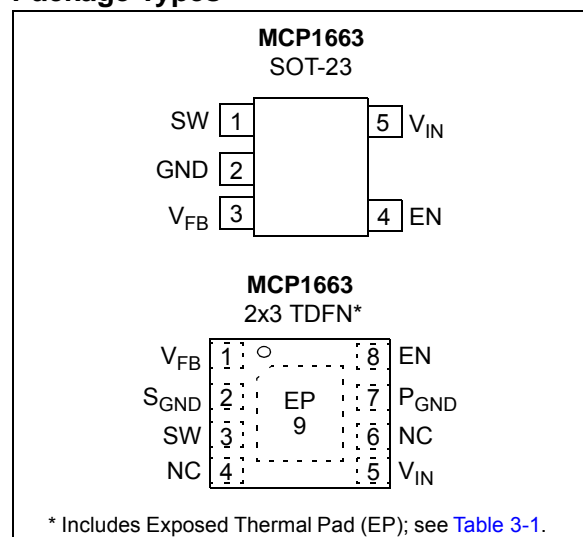 Package Types
MCP1663
SOT-23
SW 1 5 VIN
GND 2
VFB 3 4 EN
MCP1663
2x3 TDFN*
VFB 1 8 EN
SGND 2 EP 7 PGND
SW 3 9 6 NC
NC 4 5 VIN
* Includes Exposed Thermal Pad (EP); see Table 3-1.